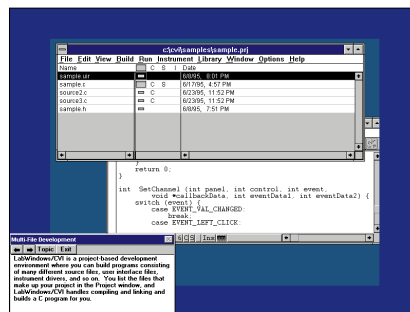 c:\cvi\samples\sample.prj
File Edit View Build Run Instrument Library Window Options Help
Name C S I Date
sample.uir 6/8/95, 8:01 PM
sample.c C S 6/17/95, 4:57 PM
source2.c C 6/23/95, 11:52 PM
source3.c C 6/23/95, 11:52 PM
sample.h 6/8/95, 7:51 PM
}
return 0;
}
int SetChannel (int panel, int control, int event,
void *callbackData, int eventData1, int eventData2) {
switch (event) {
case EVENT_VAL_CHANGED:
break;
case EVENT_LEFT_CLICK:
Ins
Multi-File Development
Topic Exit
LabWindows/CVI is a project-based development
environment where you can build programs consisting
of many different source files, user interface files,
instrument drivers, and so on. You list the files that
make up your project in the Project window, and
LabWindows/CVI handles compiling and linking and
builds a C program for you.